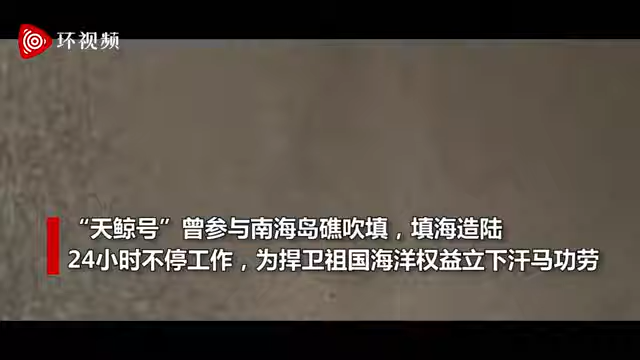 环视频
“天鲸号”曾参与南海岛礁吹填，填海造陆
24小时不停工作，为捍卫祖国海洋权益立下汗马功劳